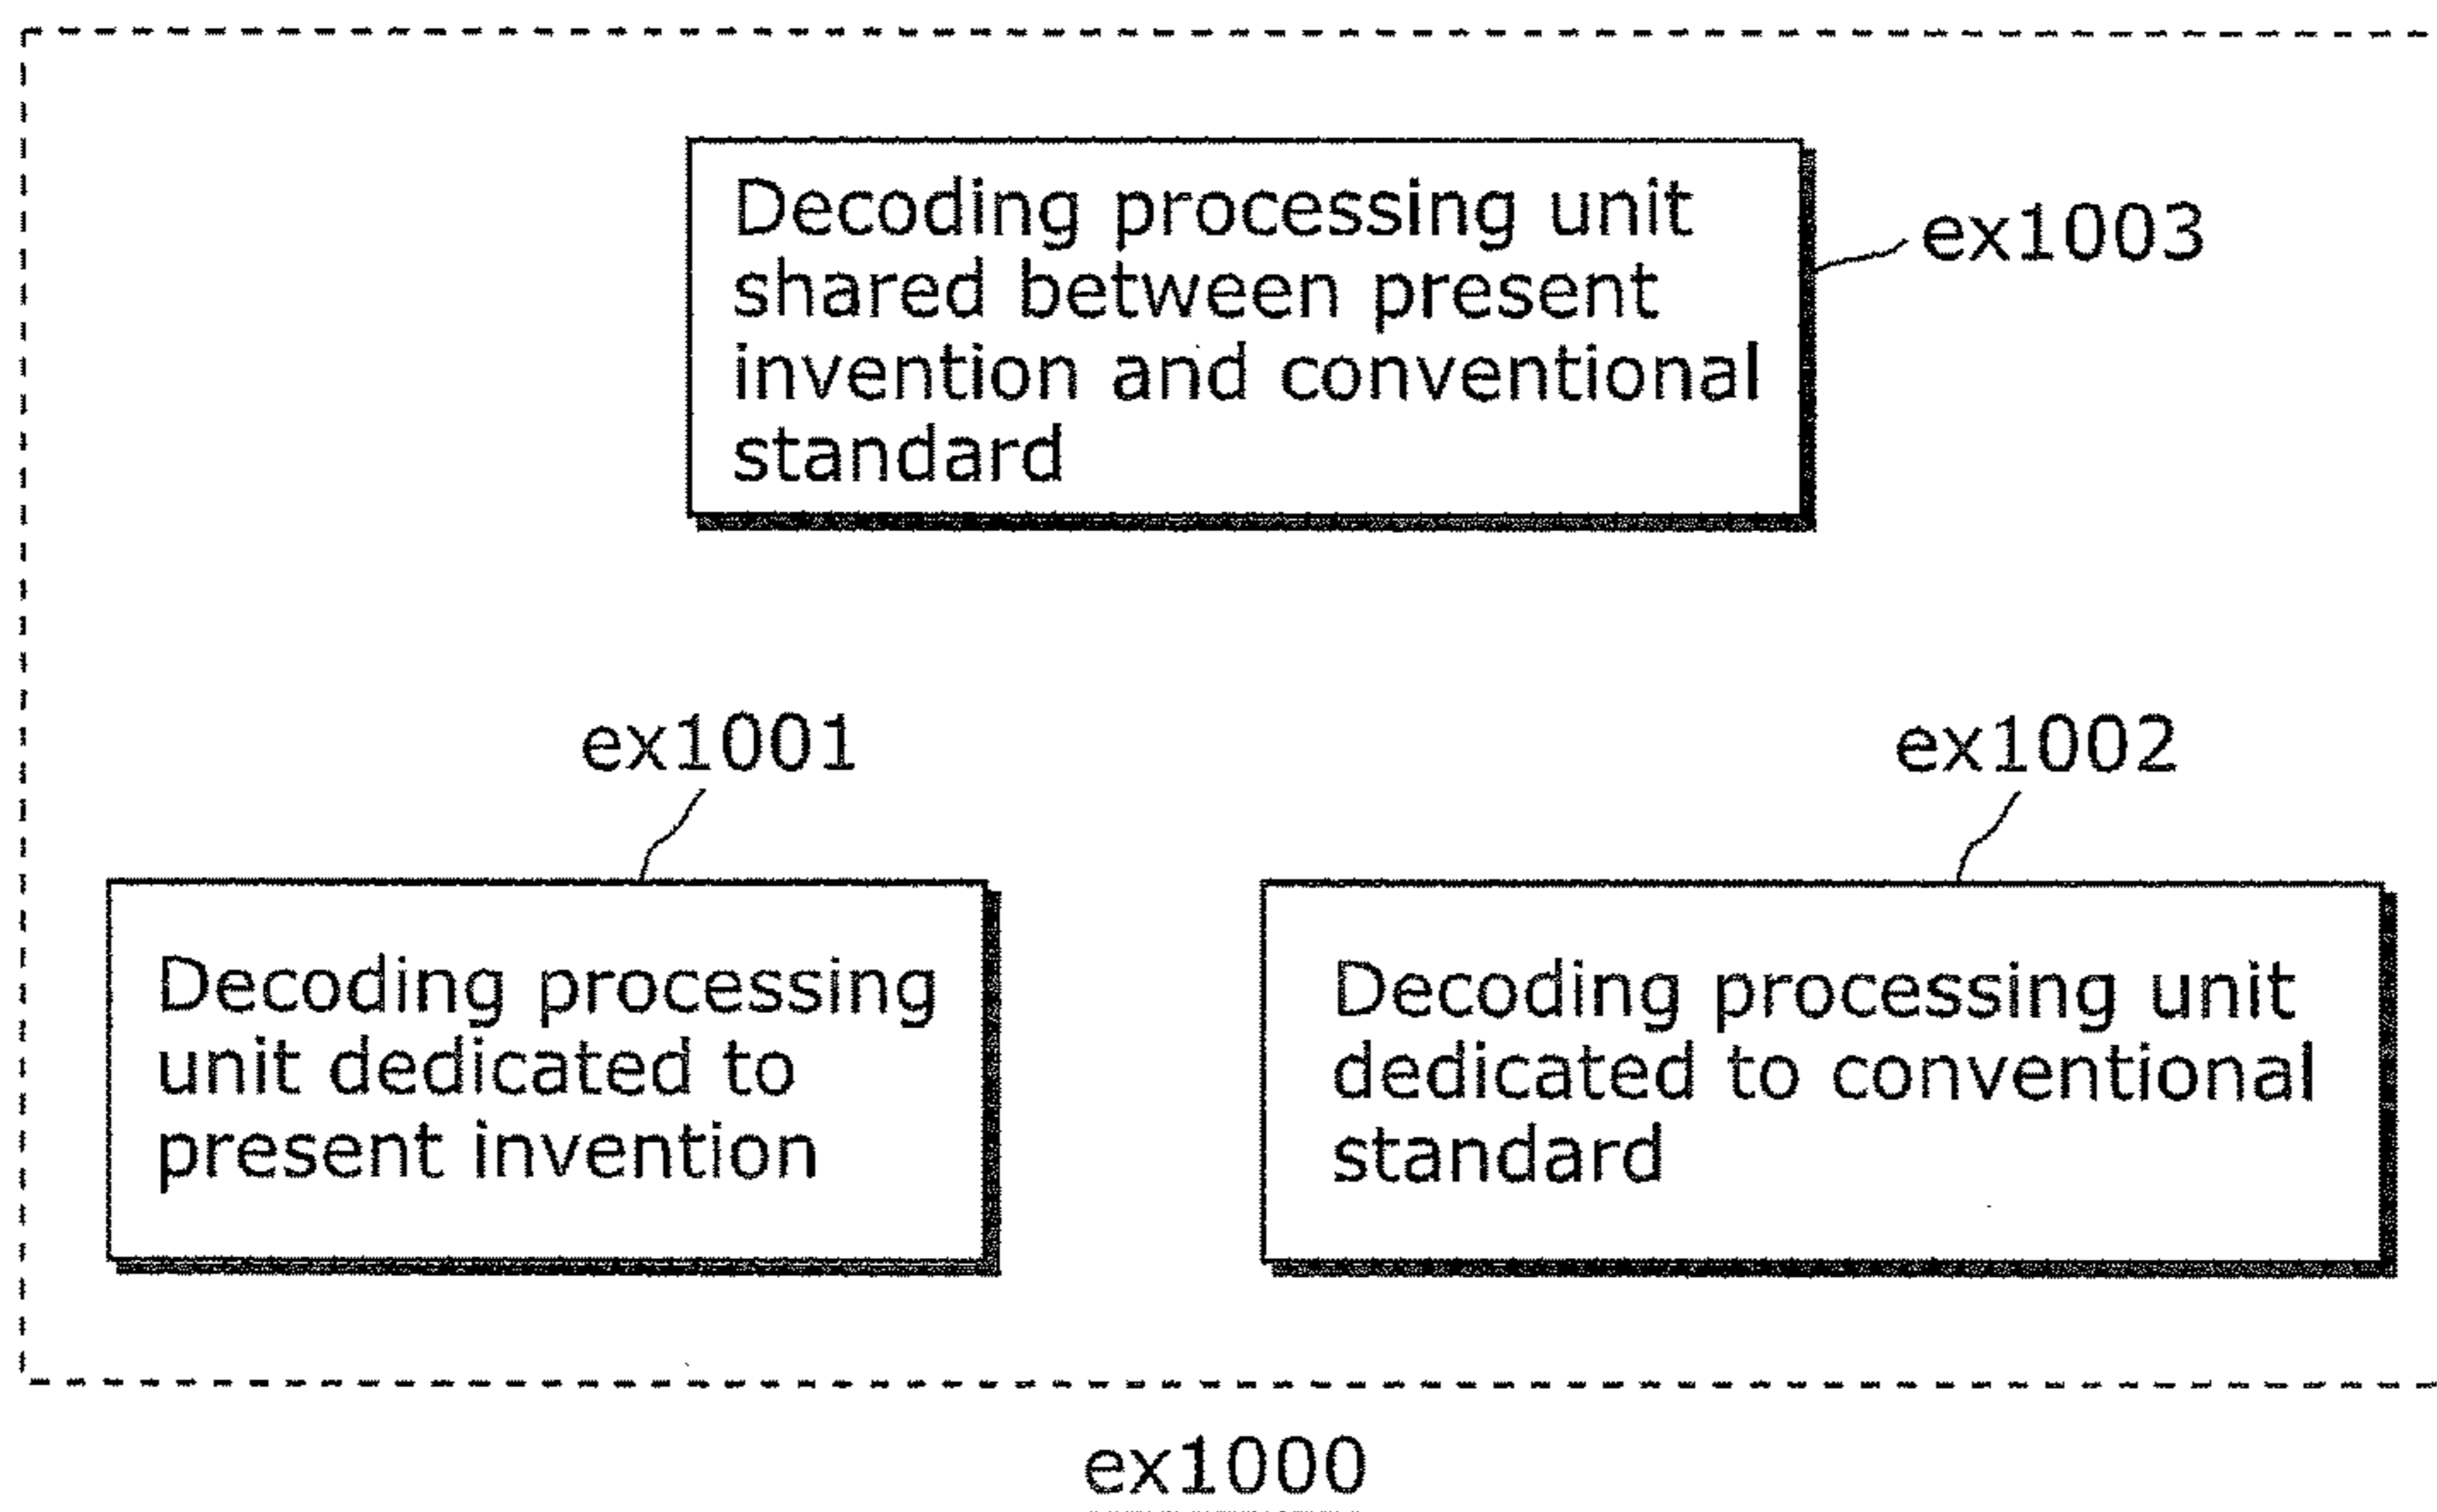 Decoding processing unit
shared between present
invention and conventional
standard
ex1003
ex1001
ex1002
Decoding processing
unit dedicated to
present invention
Decoding processing unit
dedicated to conventional
standard
ex1000